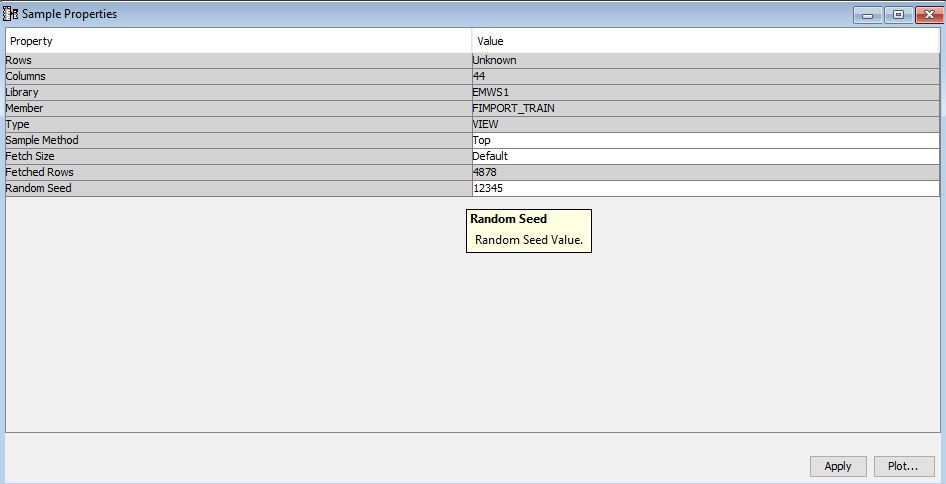 Sample Properties
Property Value
Rows Unknown
Columns 44
Library EMWS1
Member FIMPORT_TRAIN
Type VIEW
Sample Method Top
Fetch Size Default
Fetched Rows 4878
Random Seed 12345
Random Seed
Random Seed Value.
Apply Plot...